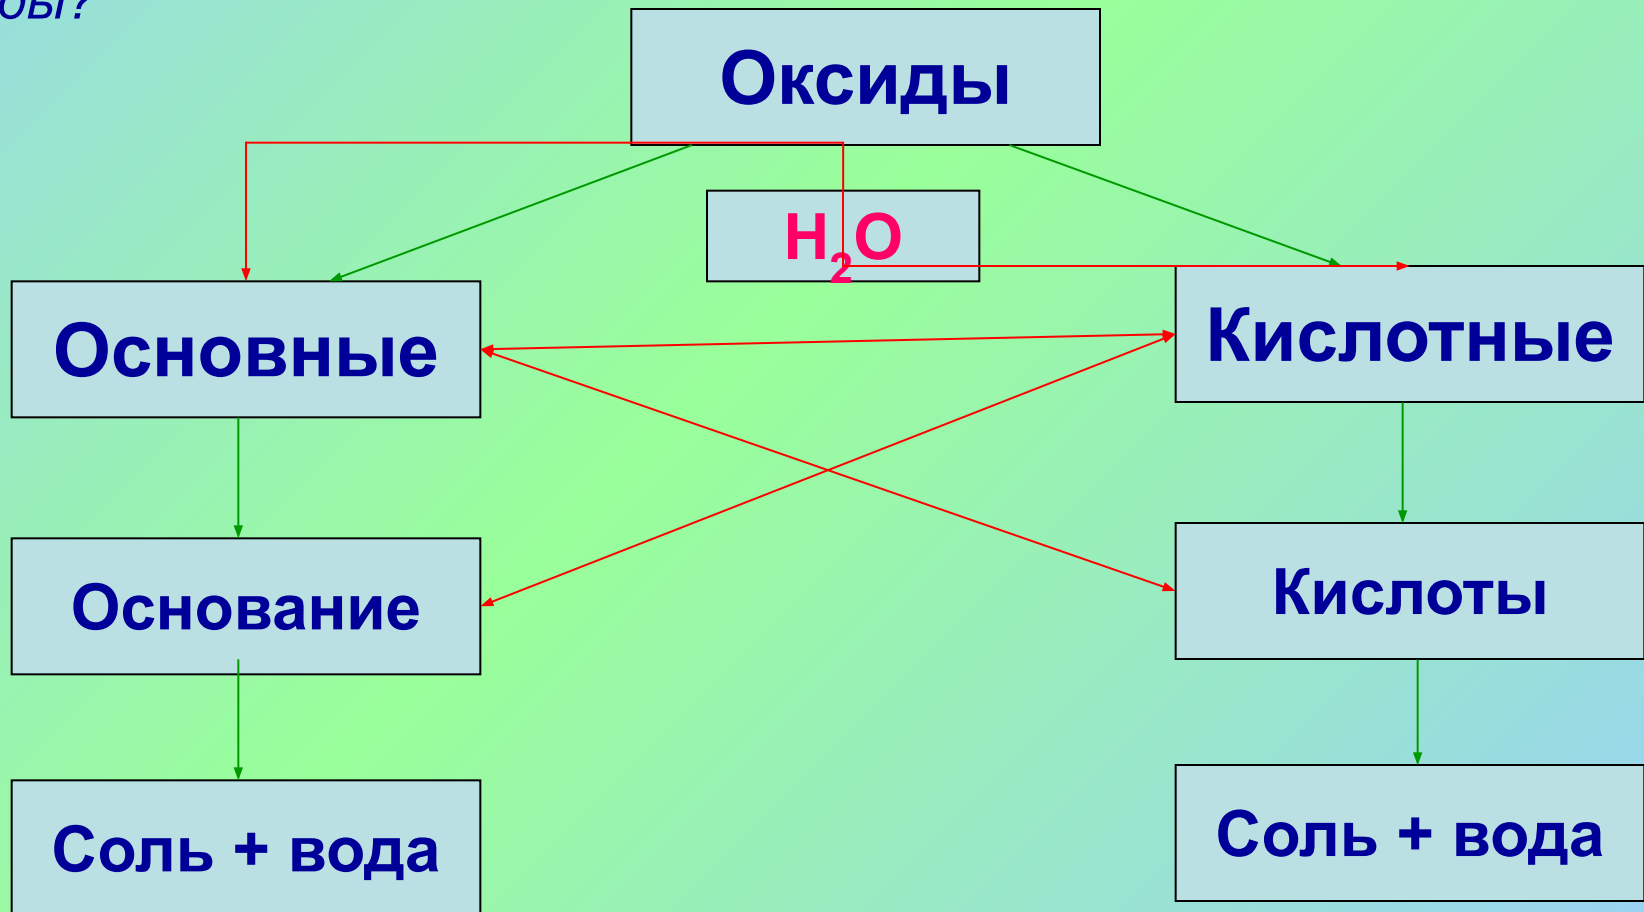 Оксиды
H₂O
Основные
Кислотные
Основание
Кислоты
Соль + вода
Соль + вода